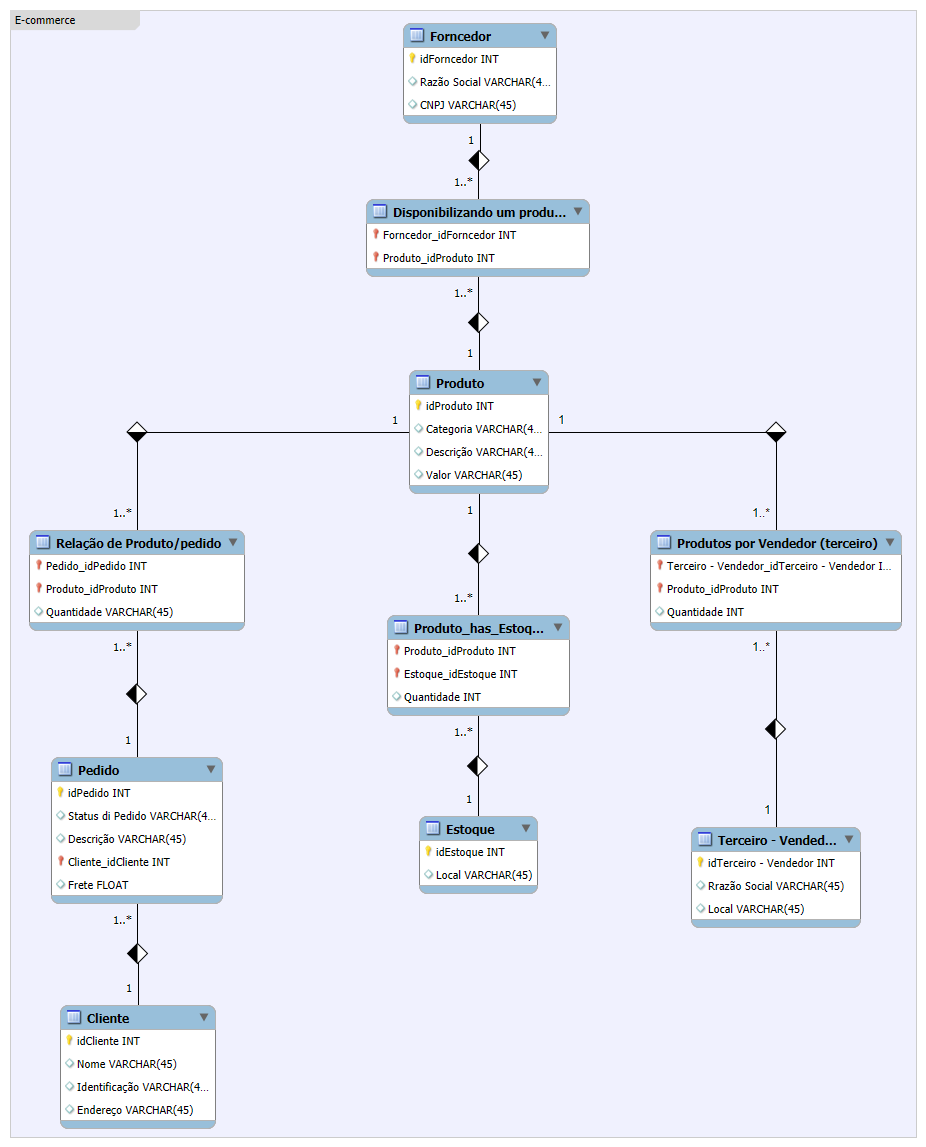 E-commerce
Forncedor
idForncedor INT
Razão Social VARCHAR(4...
CNPJ VARCHAR(45)
1
1..*
Disponibilizando um produ...
Forncedor_idForncedor INT
Produto_idProduto INT
1..*
1
Produto
idProduto INT
Categoria VARCHAR(4...
Descrição VARCHAR(4...
Valor VARCHAR(45)
1
1
1
1..*
1..*
1..*
Relação de Produto/pedido
Pedido_idPedido INT
Produto_idProduto INT
Quantidade VARCHAR(45)
Produtos por Vendedor (terceiro)
Terceiro - Vendedor_idTerceiro - Vendedor I...
Produto_idProduto INT
Quantidade INT
Produto_has_Estoq...
Produto_idProduto INT
Estoque_idEstoque INT
Quantidade INT
1..*
1
1..*
1
1..*
1
Pedido
idPedido INT
Status di Pedido VARCHAR(4...
Descrição VARCHAR(45)
Cliente_idCliente INT
Frete FLOAT
Estoque
idEstoque INT
Local VARCHAR(45)
Terceiro - Vended...
idTerceiro - Vendedor INT
Rrazão Social VARCHAR(45)
Local VARCHAR(45)
1..*
1
Cliente
idCliente INT
Nome VARCHAR(45)
Identificação VARCHAR(4...
Endereço VARCHAR(45)